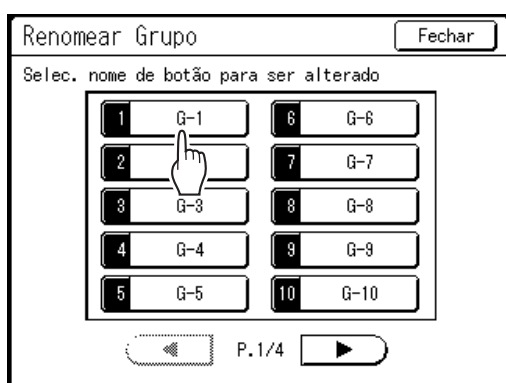 Renomear Grupo Fechar
Selec. nome de botão para ser alterado
1 G-1 6 G-6
2 7 G-7
3 G-3 8 G-8
4 G-4 9 G-9
5 G-5 10 G-10
P.1/4